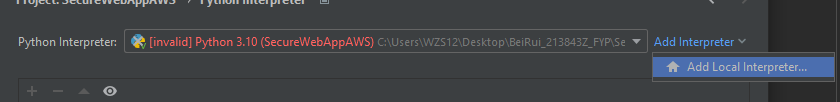 Project: SecureWebAppAWS › Python Interpreter
Python Interpreter: [invalid] Python 3.10 (SecureWebAppAWS) C:\Users\WZS12\Desktop\BeiRui_213843Z_FYP\Se Add Interpreter
Add Local Interpreter...